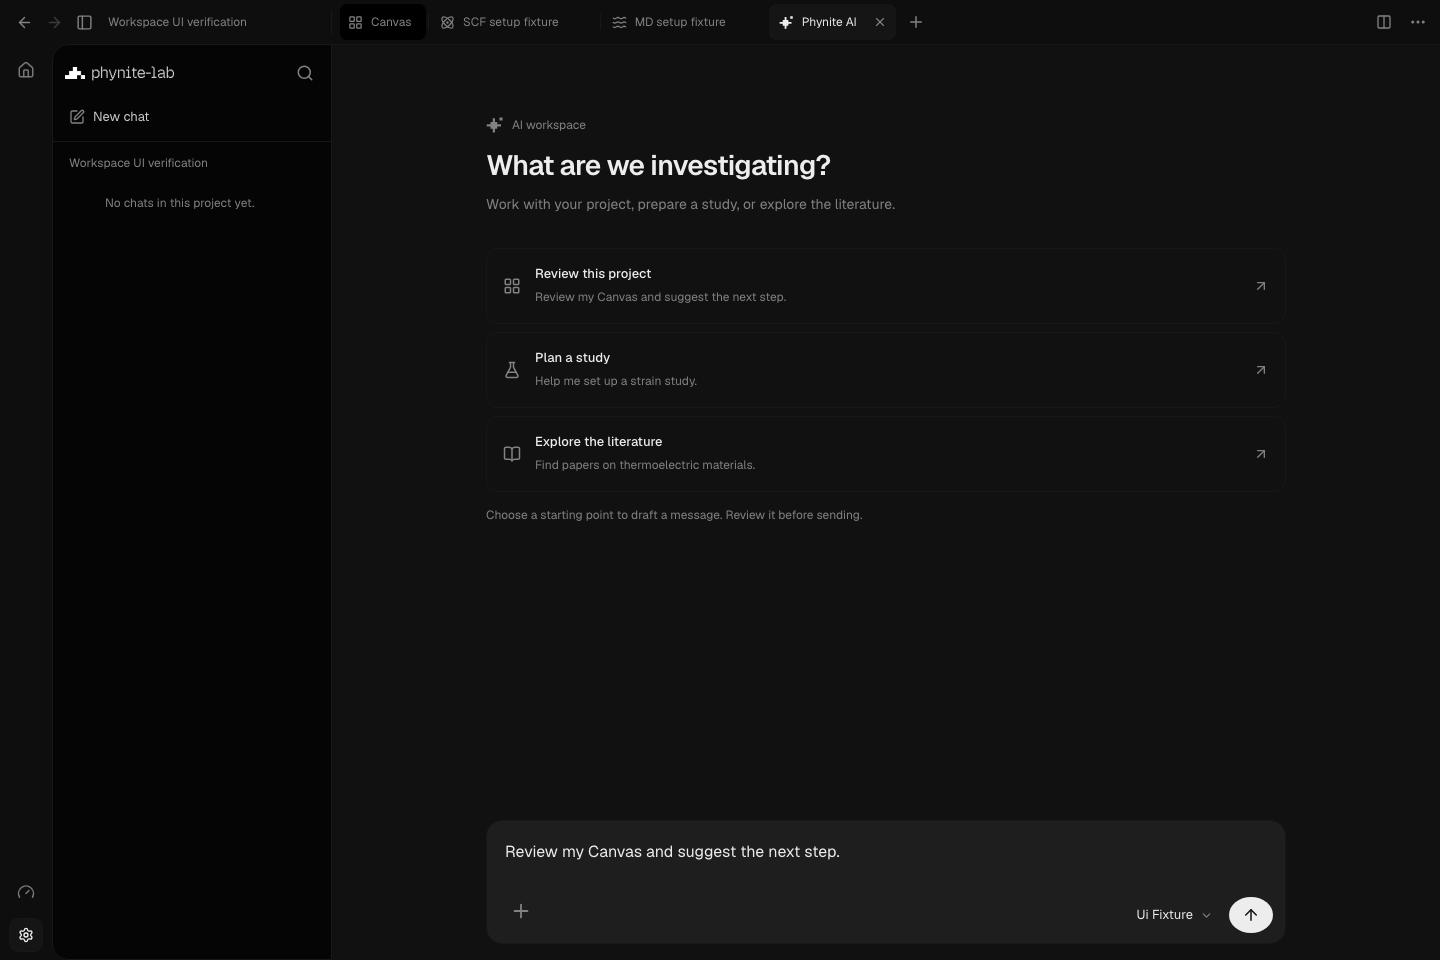 Workspace UI verification
Canvas
SCF setup fixture
MD setup fixture
Phynite AI
phynite-lab
New chat
Workspace UI verification
No chats in this project yet.
AI workspace
What are we investigating?
Work with your project, prepare a study, or explore the literature.
Review this project
Review my Canvas and suggest the next step.
Plan a study
Help me set up a strain study.
Explore the literature
Find papers on thermoelectric materials.
Choose a starting point to draft a message. Review it before sending.
Review my Canvas and suggest the next step.
Ui Fixture